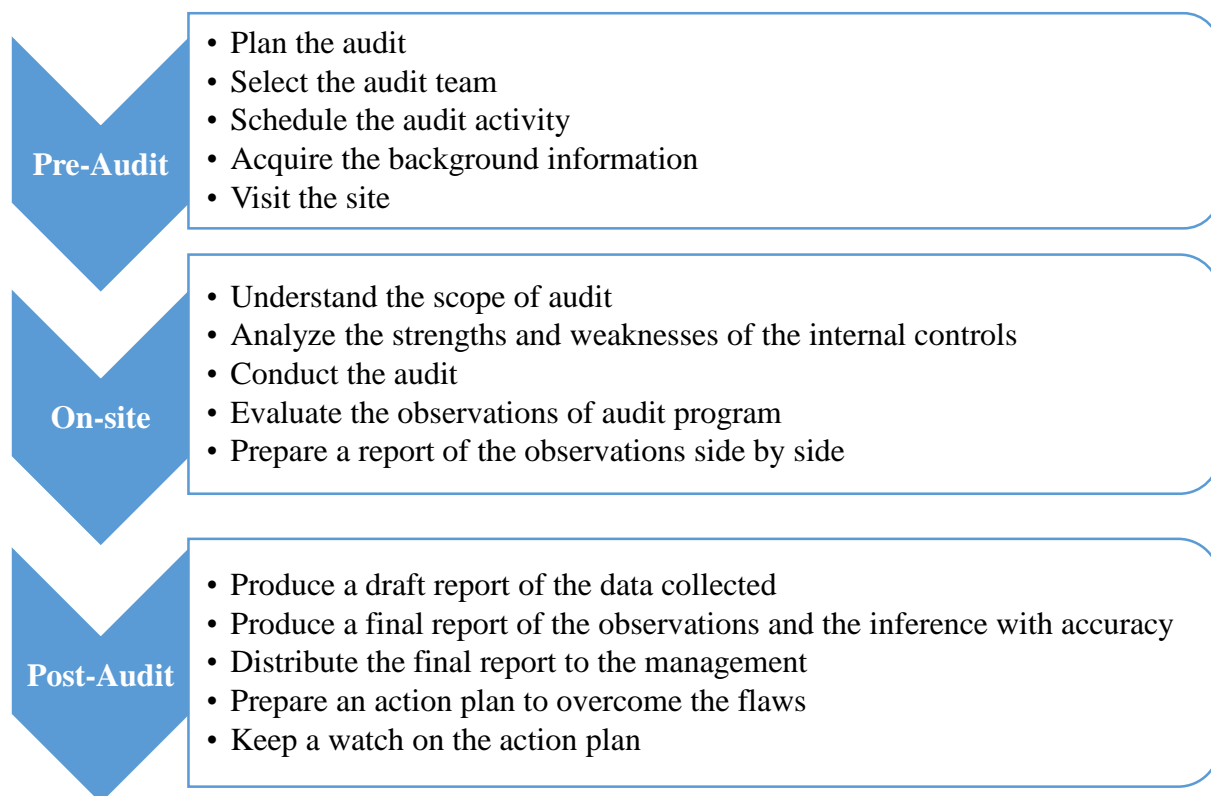 Pre-Audit
• Plan the audit
• Select the audit team
• Schedule the audit activity
• Acquire the background information
• Visit the site
On-site
• Understand the scope of audit
• Analyze the strengths and weaknesses of the internal controls
• Conduct the audit
• Evaluate the observations of audit program
• Prepare a report of the observations side by side
Post-Audit
• Produce a draft report of the data collected
• Produce a final report of the observations and the inference with accuracy
• Distribute the final report to the management
• Prepare an action plan to overcome the flaws
• Keep a watch on the action plan